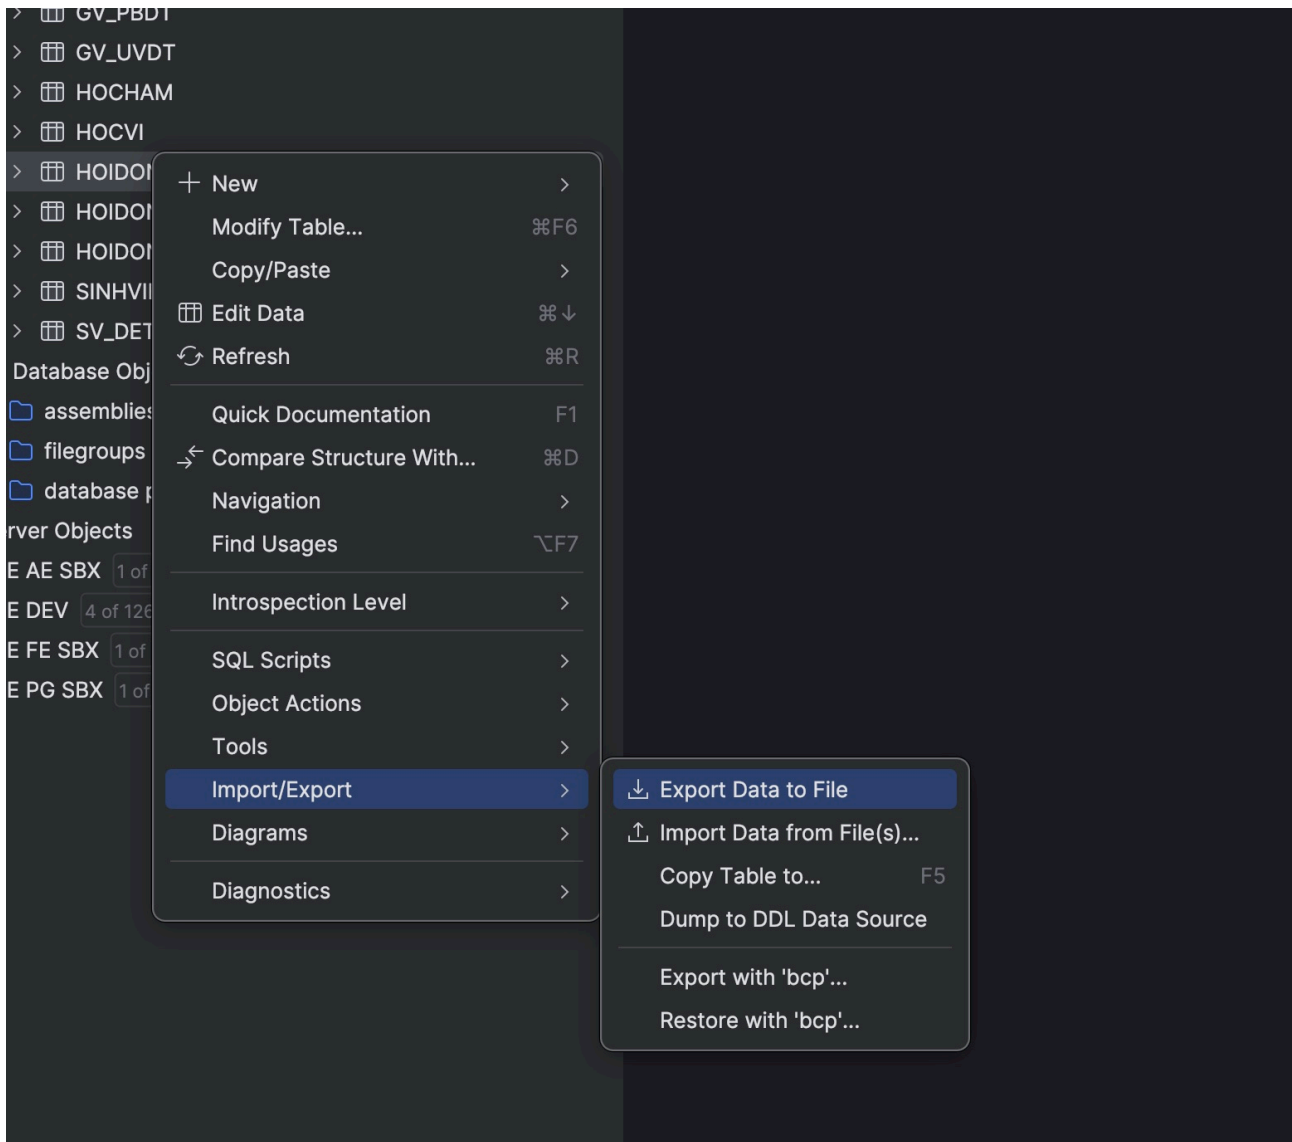 GV_PBDT
GV_UVDT
HOCHAM
HOCVI
HOIDON
HOIDON
HOIDON
SINHVI
SV_DET
Database Obj
assemblies
filegroups
database p
rver Objects
E AE SBX 1 of
E DEV 4 of 126
E FE SBX 1 of
E PG SBX 1 of
New
Modify Table... ⌘F6
Copy/Paste
Edit Data ⌘↓
Refresh ⌘R
Quick Documentation F1
Compare Structure With... ⌘D
Navigation
Find Usages ⌥F7
Introspection Level
SQL Scripts
Object Actions
Tools
Import/Export
Diagrams
Diagnostics
Export Data to File
Import Data from File(s)...
Copy Table to... F5
Dump to DDL Data Source
Export with 'bcp'...
Restore with 'bcp'...